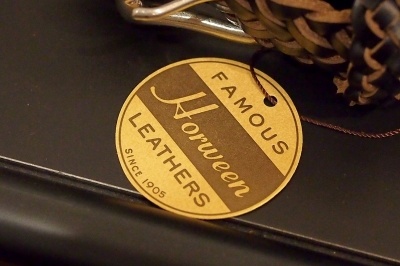 FAMOUS
Horween
LEATHERS
SINCE 1905